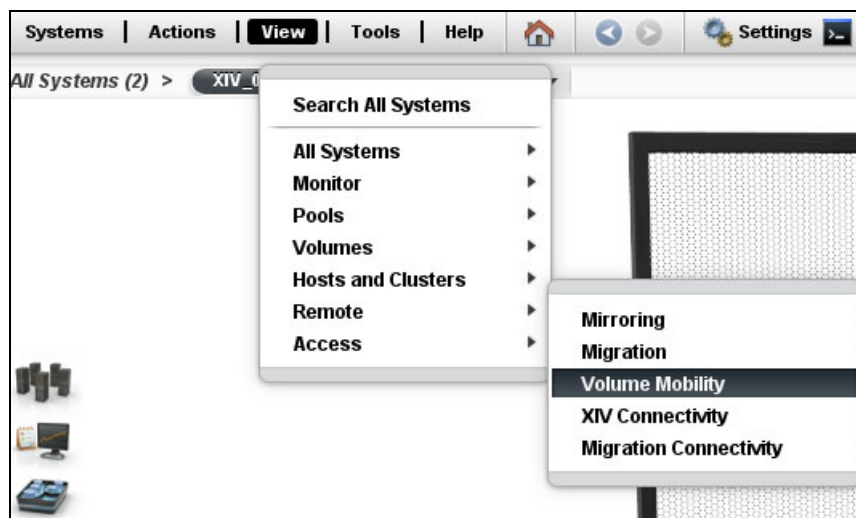 Systems | Actions | View | Tools | Help Settings
All Systems (2) > XIV_0
Search All Systems
All Systems
Monitor
Pools
Volumes
Hosts and Clusters
Remote
Access
Mirroring
Migration
Volume Mobility
XIV Connectivity
Migration Connectivity